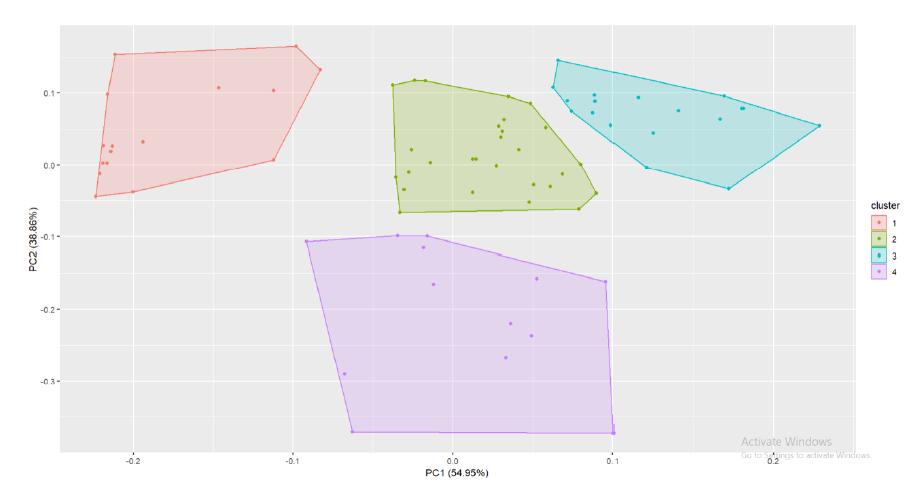 0.1-
0.0-
-0.1-
-0.2-
-0.3-
PC2 (38.86%)
-0.2
-0.1
0.0
0.1
0.2
PC1 (54.95%)
cluster
1
2
3
4
Activate Windows
Go to Settings to activate Windows.